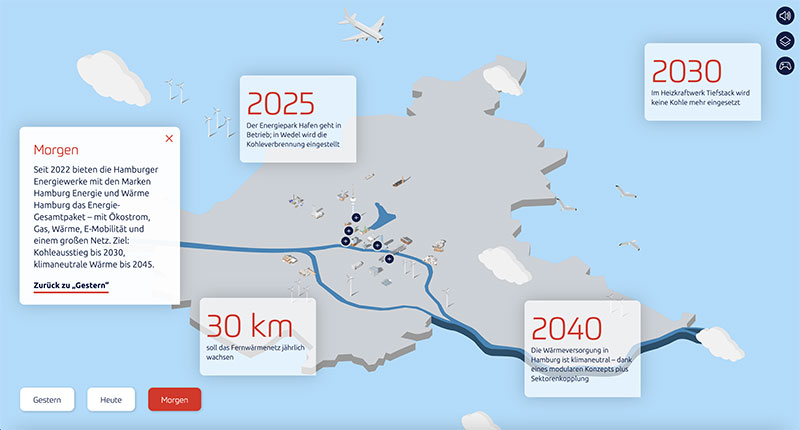 2030
Im Heizkraftwerk Tiefstack wird
keine Kohle mehr eingesetzt
2025
Der Energiepark Hafen geht in
Betrieb; in Wedel wird die
Kohleverbrennung eingestellt
Morgen
Seit 2022 bieten die Hamburger
Energiewerke mit den Marken
Hamburg Energie und Wärme
Hamburg das Energie-
Gesamtpaket – mit Ökostrom,
Gas, Wärme, E-Mobilität und
einem großen Netz. Ziel:
Kohleausstieg bis 2030,
klimaneutrale Wärme bis 2045.
Zurück zu „Gestern“
30 km
soll das Fernwärmenetz jährlich
wachsen
2040
Die Wärmeversorgung in
Hamburg ist klimaneutral – dank
eines modularen Konzepts plus
Sektorenkopplung
Gestern
Heute
Morgen